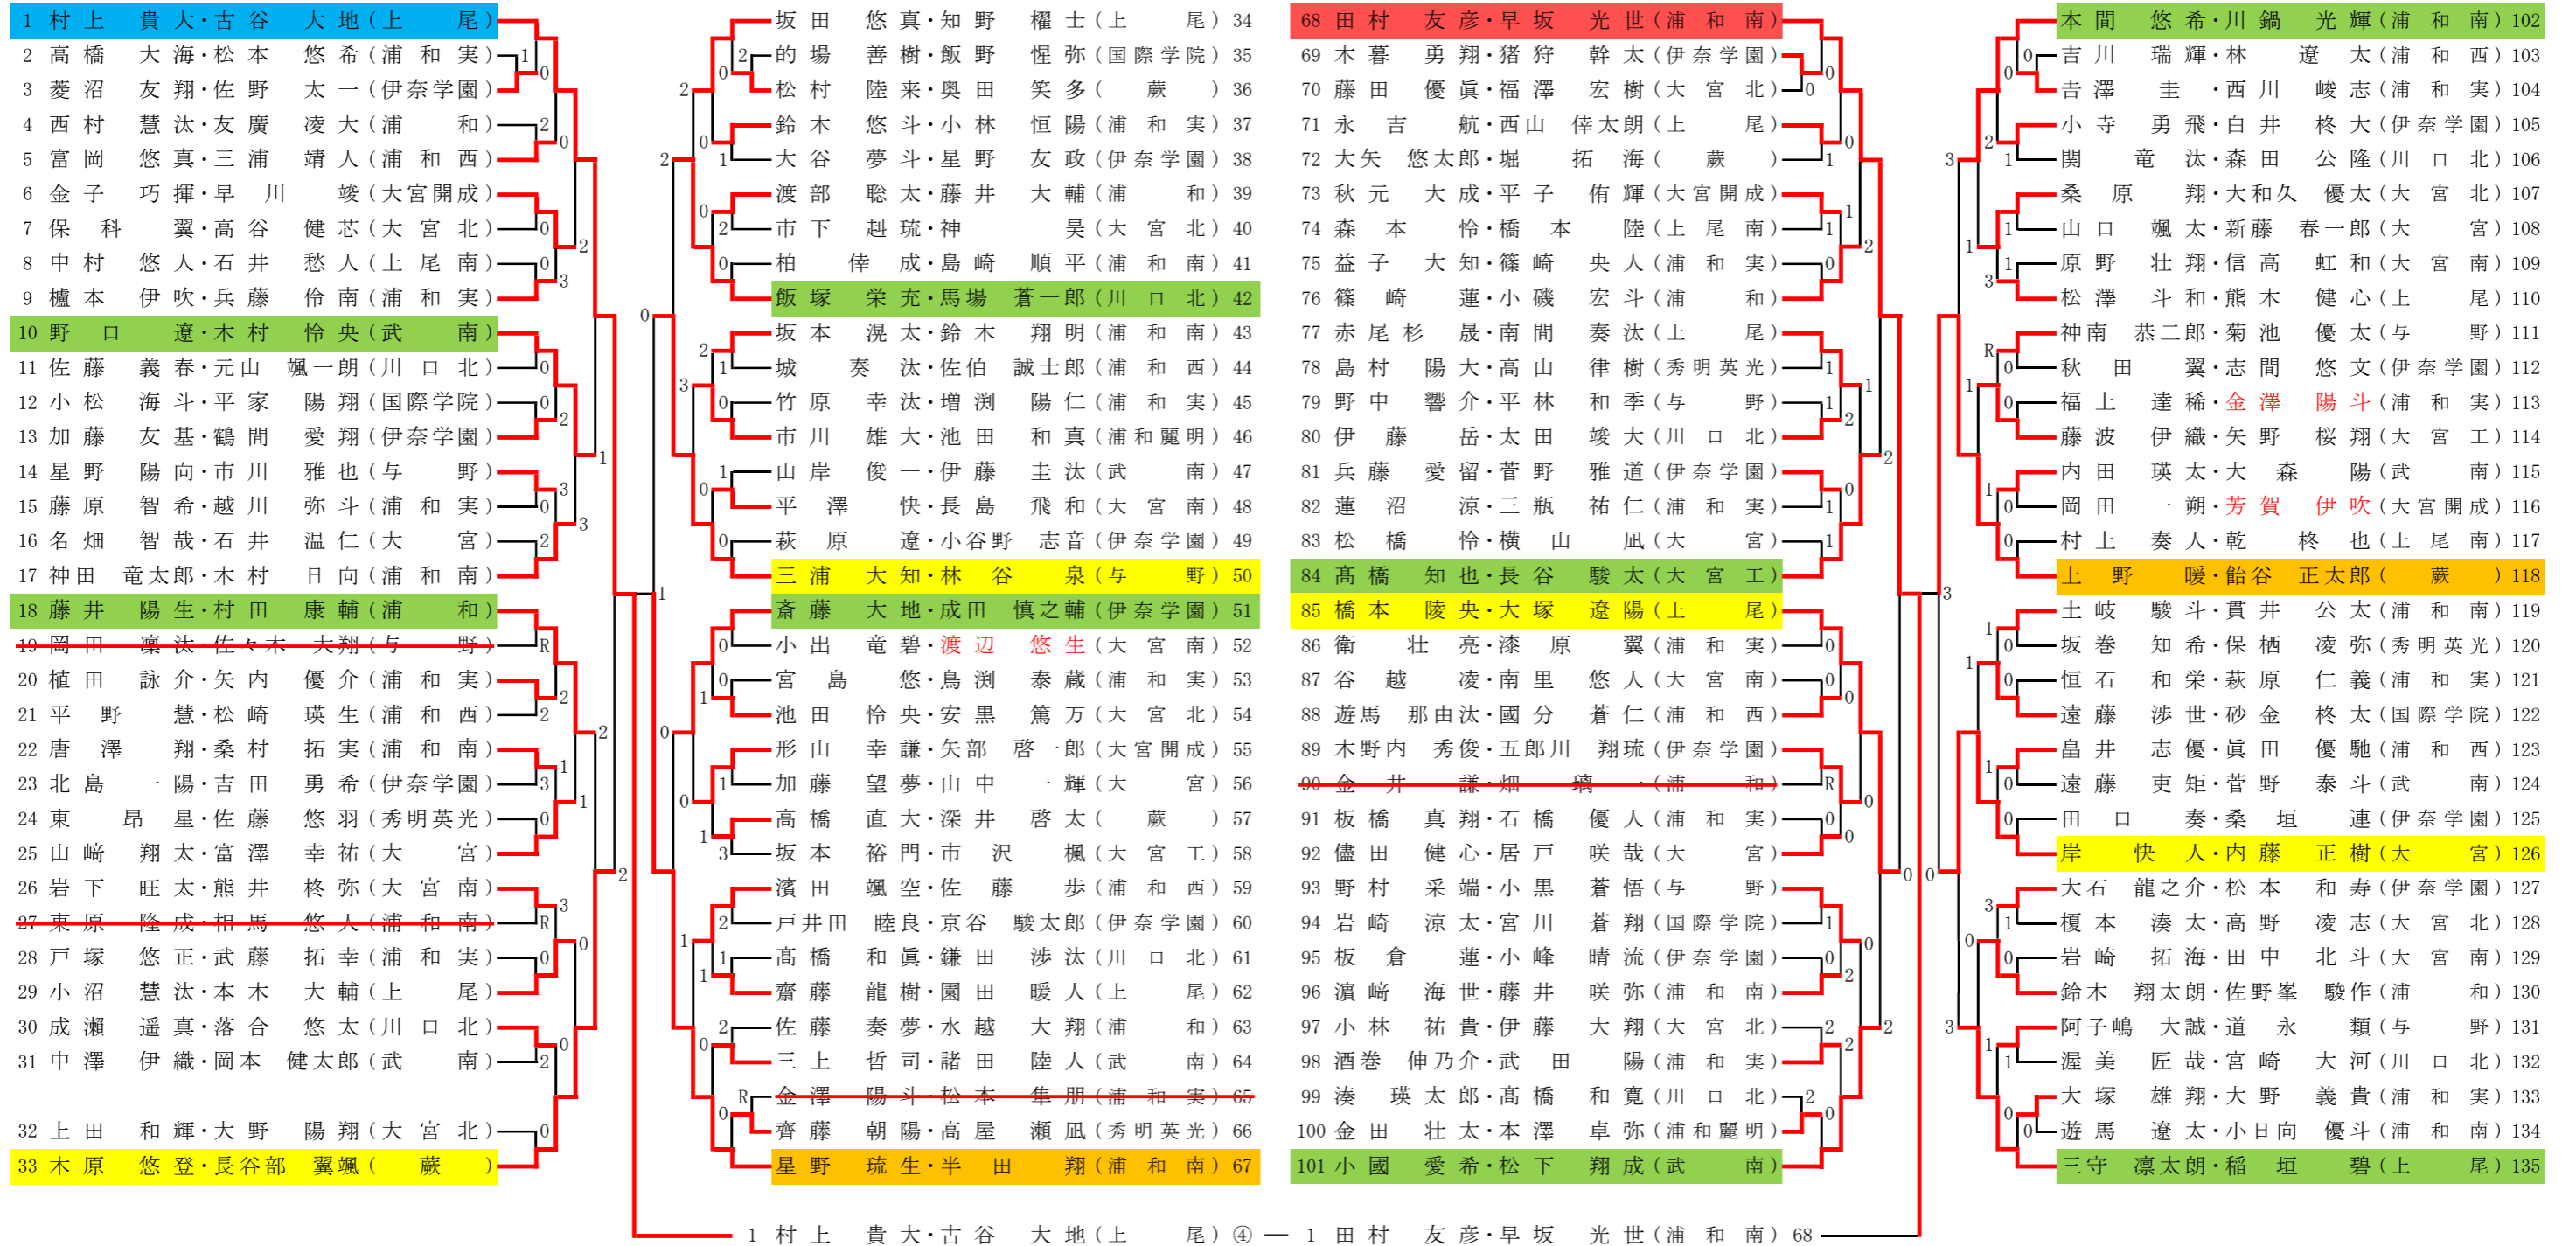 1 村上 貴大・古谷 大地(上尾)
2 高橋 大海・松本 悠希(浦和実)
3 菱沼 友翔・佐野 太一(伊奈学園)
4 西村 慧汰・友廣 凌大(浦和)
5 富岡 悠真・三浦 靖人(浦和西)
6 金子 巧揮・早川 竣(大宮開成)
7 保科 翼・高谷 健芯(大宮北)
8 中村 悠人・石井 愁人(上尾南)
9 櫨本 伊吹・兵藤 伶南(浦和実)
10 野口 遼・木村 怜央(武南)
11 佐藤 義春・元山 颯一朗(川口北)
12 小松 海斗・平家 陽翔(国際学院)
13 加藤 友基・鶴間 愛翔(伊奈学園)
14 星野 陽向・市川 雅也(与野)
15 藤原 智希・越川 弥斗(浦和実)
16 名畑 智哉・石井 温仁(大宮)
17 神田 竜太郎・木村 日向(浦和南)
18 藤井 陽生・村田 康輔(浦和)
19 岡田 凜汰・佐々木 大翔(与野)
20 植田 詠介・矢内 優介(浦和実)
21 平野 慧・松崎 瑛生(浦和西)
22 唐澤 翔・桑村 拓実(浦和南)
23 北島 一陽・吉田 勇希(伊奈学園)
24 東 昂星・佐藤 悠羽(秀明英光)
25 山﨑 翔太・富澤 幸祐(大宮)
26 岩下 旺太・熊井 柊弥(大宮南)
27 東原 隆成・相馬 悠人(浦和南)
28 戸塚 悠正・武藤 拓幸(浦和実)
29 小沼 慧汰・本木 大輔(上尾)
30 成瀬 遥真・落合 悠太(川口北)
31 中澤 伊織・岡本 健太郎(武南)
32 上田 和輝・大野 陽翔(大宮北)
33 木原 悠登・長谷部 翼颯(蕨)
坂田 悠真・知野 櫂士(上尾) 34
的場 善樹・飯野 惺弥(国際学院) 35
松村 陸来・奥田 笑多(蕨) 36
鈴木 悠斗・小林 恒陽(浦和実) 37
大谷 夢斗・星野 友政(伊奈学園) 38
渡部 聡太・藤井 大輔(浦和) 39
市下 赳琉・神 昊(大宮北) 40
柏 倖成・島崎 順平(浦和南) 41
飯塚 栄充・馬場 蒼一郎(川口北) 42
坂本 滉太・鈴木 翔明(浦和南) 43
城 奏汰・佐伯 誠士郎(浦和西) 44
竹原 幸汰・増渕 陽仁(浦和実) 45
市川 雄大・池田 和真(浦和麗明) 46
山岸 俊一・伊藤 圭汰(武南) 47
平澤 快・長島 飛和(大宮南) 48
萩原 遼・小谷野 志音(伊奈学園) 49
三浦 大知・林谷 泉(与野) 50
斎藤 大地・成田 慎之輔(伊奈学園) 51
小出 竜碧・渡辺 悠生(大宮南) 52
宮島 悠・鳥渕 泰蔵(浦和実) 53
池田 怜央・安黒 篤万(大宮北) 54
形山 幸謙・矢部 啓一郎(大宮開成) 55
加藤 望夢・山中 一輝(大宮) 56
高橋 直大・深井 啓太(蕨) 57
坂本 裕門・市沢 楓(大宮工) 58
濱田 颯空・佐藤 歩(浦和西) 59
戸井田 睦良・京谷 駿太郎(伊奈学園) 60
髙橋 和眞・鎌田 渉汰(川口北) 61
齋藤 龍樹・園田 暖人(上尾) 62
佐藤 奏夢・水越 大翔(浦和) 63
三上 哲司・諸田 陸人(武南) 64
金澤 陽斗・松本 隼朋(浦和実) 65
齊藤 朝陽・高屋 瀬凪(秀明英光) 66
星野 琉生・半田 翔(浦和南) 67
68 田村 友彦・早坂 光世(浦和南)
69 木暮 勇翔・猪狩 幹太(伊奈学園)
70 藤田 優眞・福澤 宏樹(大宮北)
71 永吉 航・西山 倖太朗(上尾)
72 大矢 悠太郎・堀 拓海(蕨)
73 秋元 大成・平子 侑輝(大宮開成)
74 森本 怜・橋本 陸(上尾南)
75 益子 大知・篠崎 央人(浦和実)
76 篠崎 蓮・小磯 宏斗(浦和)
77 赤尾杉 晟・南間 奏汰(上尾)
78 島村 陽大・高山 律樹(秀明英光)
79 野中 響介・平林 和季(与野)
80 伊藤 岳・太田 竣大(川口北)
81 兵藤 愛留・菅野 雅道(伊奈学園)
82 蓮沼 涼・三瓶 祐仁(浦和実)
83 松橋 怜・横山 凪(大宮)
84 髙橋 知也・長谷 駿太(大宮工)
85 橋本 陵央・大塚 遼陽(上尾)
86 衛 壮亮・漆原 翼(浦和実)
87 谷越 凌・南里 悠人(大宮南)
88 遊馬 那由汰・國分 蒼仁(浦和西)
89 木野内 秀俊・五郎川 翔琉(伊奈学園)
90 金井 謙・畑 璃一(浦和)
91 板橋 真翔・石橋 優人(浦和実)
92 儘田 健心・居戸 咲哉(大宮)
93 野村 采端・小黒 蒼悟(与野)
94 岩崎 涼太・宮川 蒼翔(国際学院)
95 板倉 蓮・小峰 晴流(伊奈学園)
96 濵﨑 海世・藤井 咲弥(浦和南)
97 小林 祐貴・伊藤 大翔(大宮北)
98 酒巻 伸乃介・武田 陽(浦和実)
99 湊 瑛太郎・髙橋 和寛(川口北)
100 金田 壮太・本澤 卓弥(浦和麗明)
101 小國 愛希・松下 翔成(武南)
本間 悠希・川鍋 光輝(浦和南) 102
吉川 瑞輝・林 遼太(浦和西) 103
吉澤 圭・西川 峻志(浦和実) 104
小寺 勇飛・白井 柊大(伊奈学園) 105
関 竜汰・森田 公隆(川口北) 106
桑原 翔・大和久 優太(大宮北) 107
山口 颯太・新藤 春一郎(大宮) 108
原野 壮翔・信高 虹和(大宮南) 109
松澤 斗和・熊木 健心(上尾) 110
神南 恭二郎・菊池 優太(与野) 111
秋田 翼・志間 悠文(伊奈学園) 112
福上 達稀・金澤 陽斗(浦和実) 113
藤波 伊織・矢野 桜翔(大宮工) 114
内田 瑛太・大森 陽(武南) 115
岡田 一朔・芳賀 伊吹(大宮開成) 116
村上 奏人・乾 柊也(上尾南) 117
上野 暖・飴谷 正太郎(蕨) 118
土岐 駿斗・貫井 公太(浦和南) 119
坂巻 知希・保栖 凌弥(秀明英光) 120
恒石 和栄・萩原 仁義(浦和実) 121
遠藤 渉世・砂金 柊太(国際学院) 122
畠井 志優・眞田 優馳(浦和西) 123
遠藤 吏矩・菅野 泰斗(武南) 124
田口 奏・桑垣 連(伊奈学園) 125
岸 快人・内藤 正樹(大宮) 126
大石 龍之介・松本 和寿(伊奈学園) 127
榎本 湊太・高野 凌志(大宮北) 128
岩崎 拓海・田中 北斗(大宮南) 129
鈴木 翔太朗・佐野峯 駿作(浦和) 130
阿子嶋 大誠・道永 類(与野) 131
渥美 匠哉・宮崎 大河(川口北) 132
大塚 雄翔・大野 義貴(浦和実) 133
遊馬 遼太・小日向 優斗(浦和南) 134
三守 凛太朗・稲垣 碧(上尾) 135
1 村上 貴大・古谷 大地(上尾) ④ — 1 田村 友彦・早坂 光世(浦和南) 68